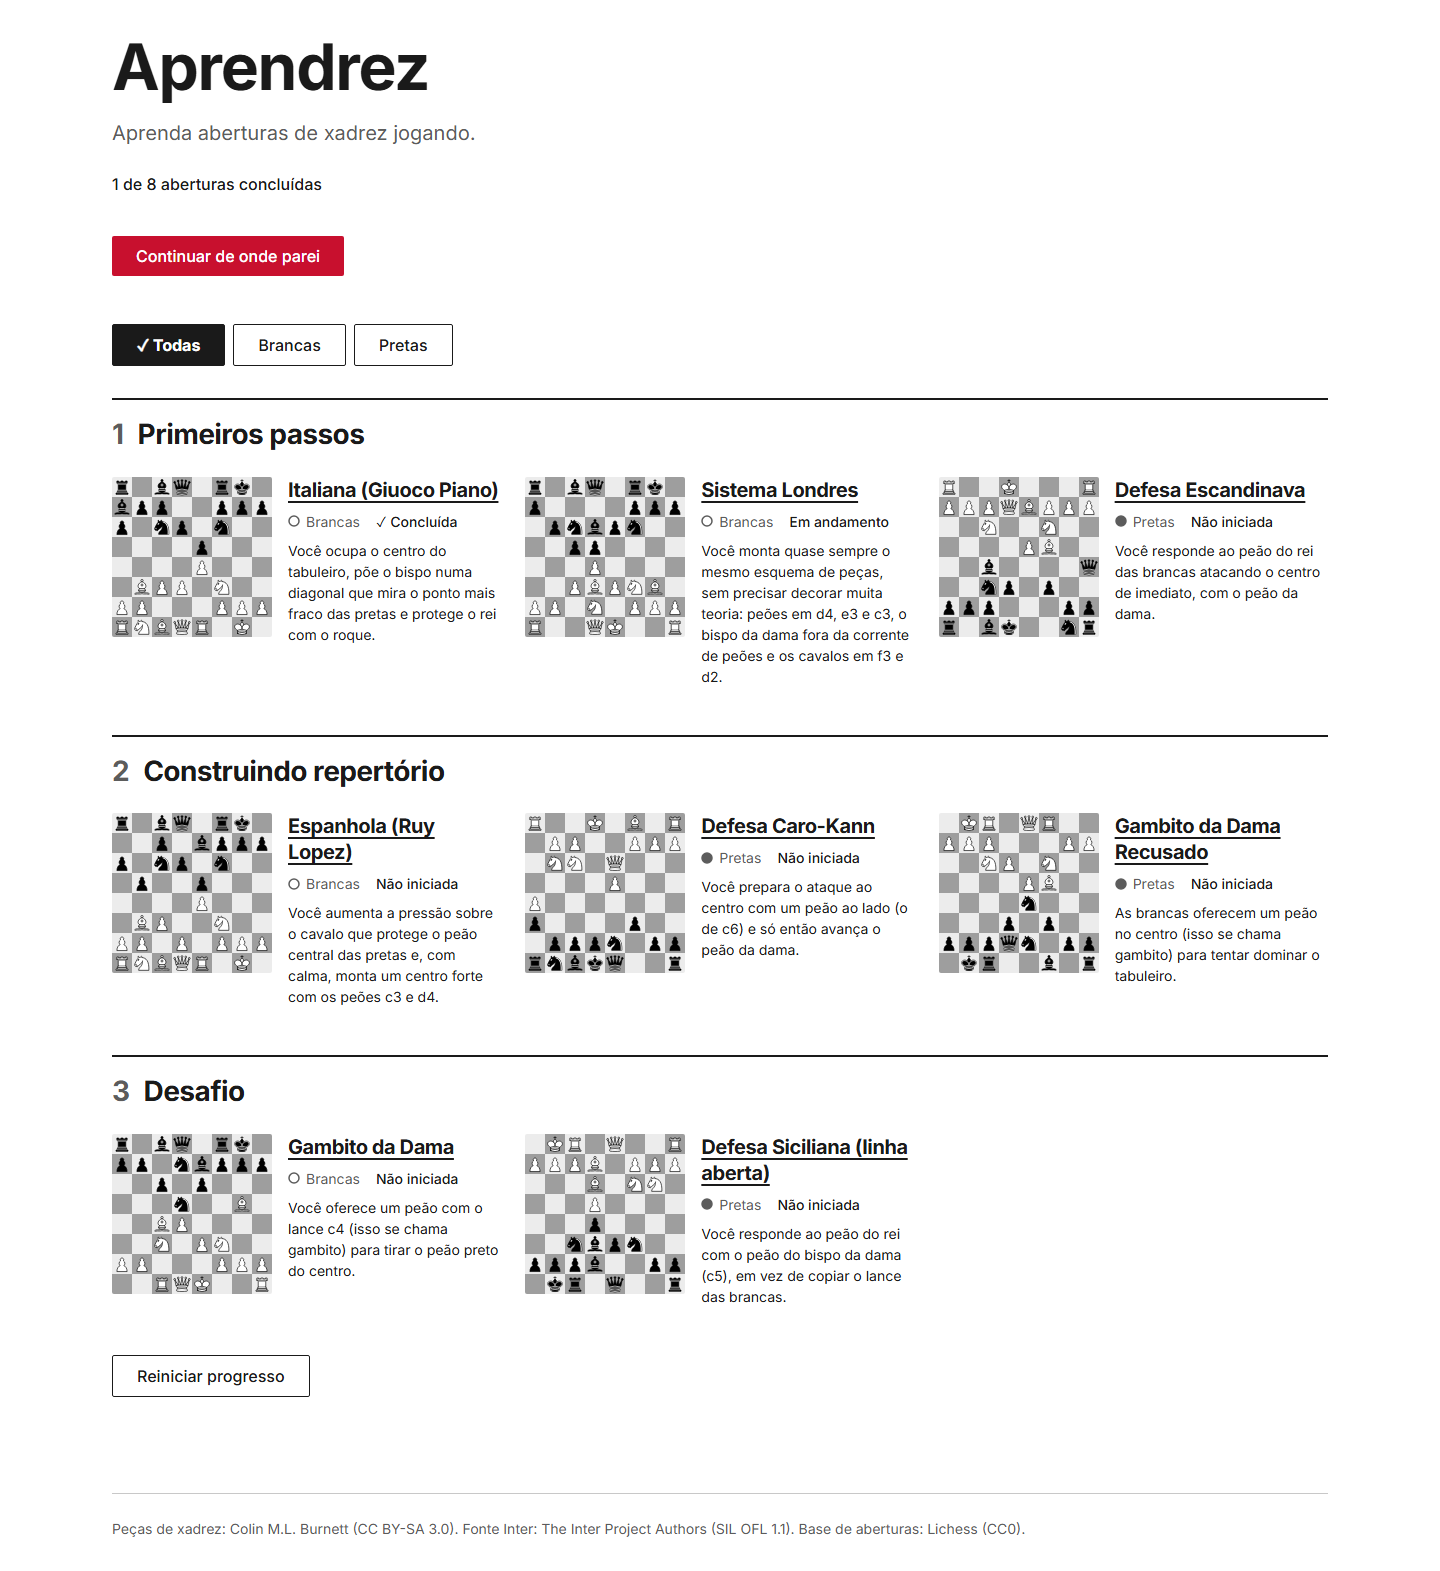 Aprendrez
Aprenda aberturas de xadrez jogando.
1 de 8 aberturas concluídas
Continuar de onde parei
✓ Todas
Brancas
Pretas
1 Primeiros passos
Italiana (Giuoco Piano)
Brancas ✓ Concluída
Você ocupa o centro do
tabuleiro, põe o bispo numa
diagonal que mira o ponto mais
fraco das pretas e protege o rei
com o roque.
Sistema Londres
Brancas Em andamento
Você monta quase sempre o
mesmo esquema de peças,
sem precisar decorar muita
teoria: peões em d4, e3 e c3, o
bispo da dama fora da corrente
de peões e os cavalos em f3 e
d2.
Defesa Escandinava
Pretas Não iniciada
Você responde ao peão do rei
das brancas atacando o centro
de imediato, com o peão da
dama.
2 Construindo repertório
Espanhola (Ruy
Lopez)
Brancas Não iniciada
Você aumenta a pressão sobre
o cavalo que protege o peão
central das pretas e, com
calma, monta um centro forte
com os peões c3 e d4.
Defesa Caro-Kann
Pretas Não iniciada
Você prepara o ataque ao
centro com um peão ao lado (o
de c6) e só então avança o
peão da dama.
Gambito da Dama
Recusado
Pretas Não iniciada
As brancas oferecem um peão
no centro (isso se chama
gambito) para tentar dominar o
tabuleiro.
3 Desafio
Gambito da Dama
Brancas Não iniciada
Você oferece um peão com o
lance c4 (isso se chama
gambito) para tirar o peão preto
do centro.
Defesa Siciliana (linha
aberta)
Pretas Não iniciada
Você responde ao peão do rei
com o peão do bispo da dama
(c5), em vez de copiar o lance
das brancas.
Reiniciar progresso
Peças de xadrez: Colin M.L. Burnett (CC BY-SA 3.0). Fonte Inter: The Inter Project Authors (SIL OFL 1.1). Base de aberturas: Lichess (CC0).